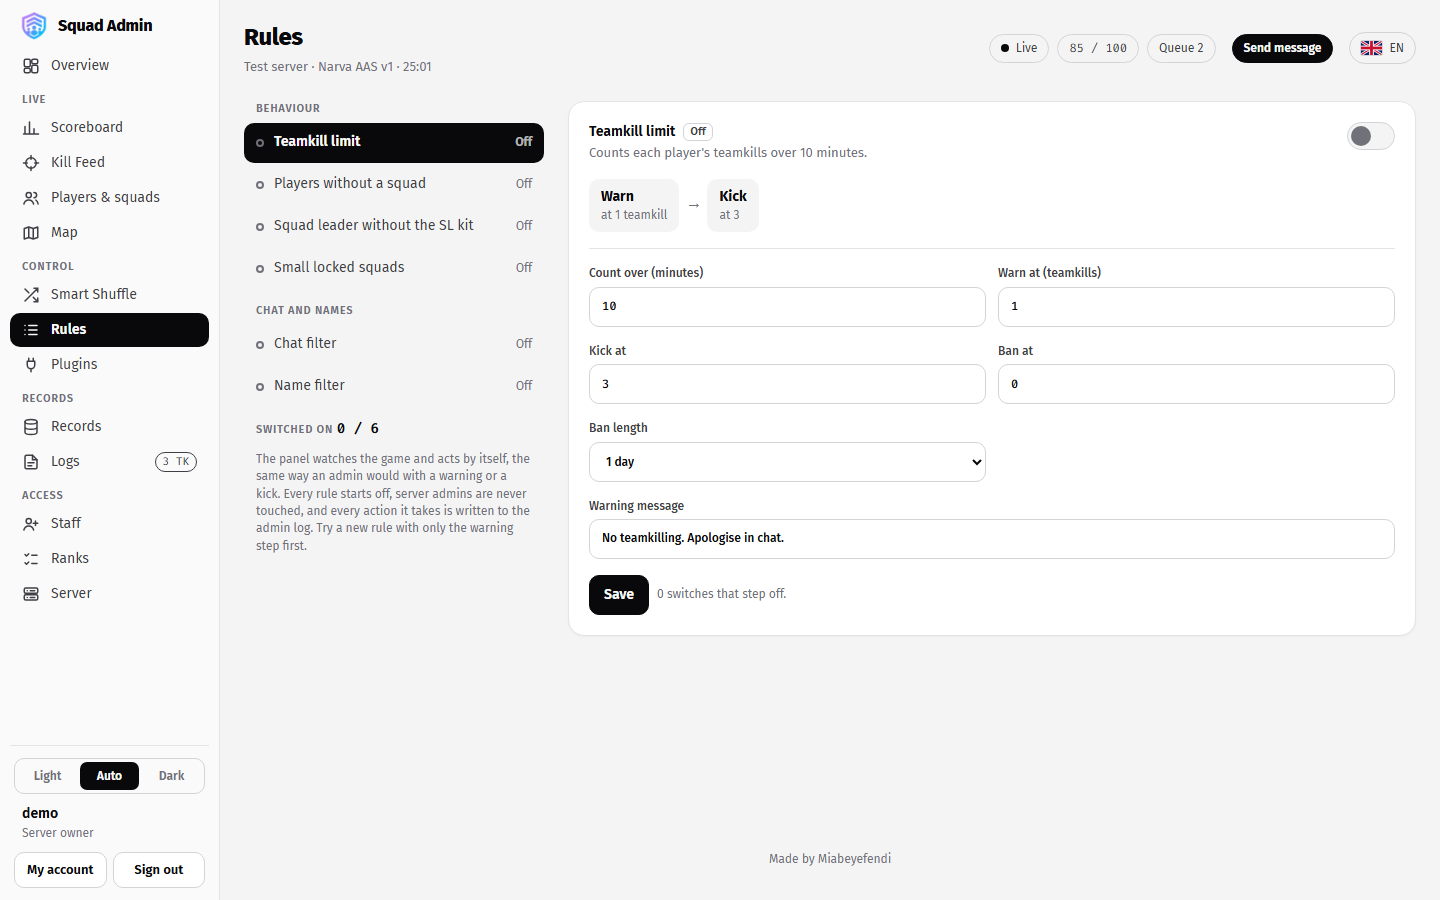 Squad Admin
Overview
LIVE
Scoreboard
Kill Feed
Players & squads
Map
CONTROL
Smart Shuffle
Rules
Plugins
RECORDS
Records
Logs
3 TK
ACCESS
Staff
Ranks
Server
Light
Auto
Dark
demo
Server owner
My account
Sign out
Rules
Test server · Narva AAS v1 · 25:01
Live
85 / 100
Queue 2
Send message
EN
BEHAVIOUR
Teamkill limit Off
Players without a squad Off
Squad leader without the SL kit Off
Small locked squads Off
CHAT AND NAMES
Chat filter Off
Name filter Off
SWITCHED ON 0 / 6
The panel watches the game and acts by itself, the
same way an admin would with a warning or a
kick. Every rule starts off, server admins are never
touched, and every action it takes is written to the
admin log. Try a new rule with only the warning
step first.
Teamkill limit Off
Counts each player's teamkills over 10 minutes.
Warn
at 1 teamkill
→
Kick
at 3
Count over (minutes)
10
Warn at (teamkills)
1
Kick at
3
Ban at
0
Ban length
1 day
Warning message
No teamkilling. Apologise in chat.
Save
0 switches that step off.
Made by Miabeyefendi